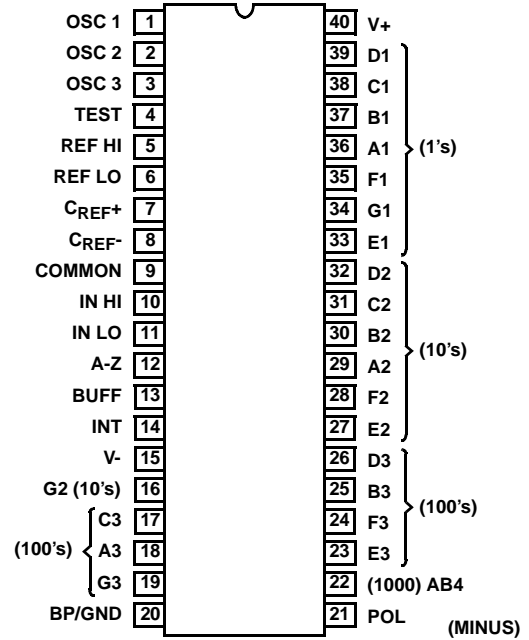 OSC 1 1 40 V+
OSC 2 2 39 D1
OSC 3 3 38 C1
TEST 4 37 B1
REF HI 5 36 A1 (1's)
REF LO 6 35 F1
CREF+ 7 34 G1
CREF- 8 33 E1
COMMON 9 32 D2
IN HI 10 31 C2
IN LO 11 30 B2
A-Z 12 29 A2 (10's)
BUFF 13 28 F2
INT 14 27 E2
V- 15 26 D3
G2 (10's) 16 25 B3
C3 17 24 F3 (100's)
(100's) A3 18 23 E3
G3 19 22 (1000) AB4
BP/GND 20 21 POL (MINUS)